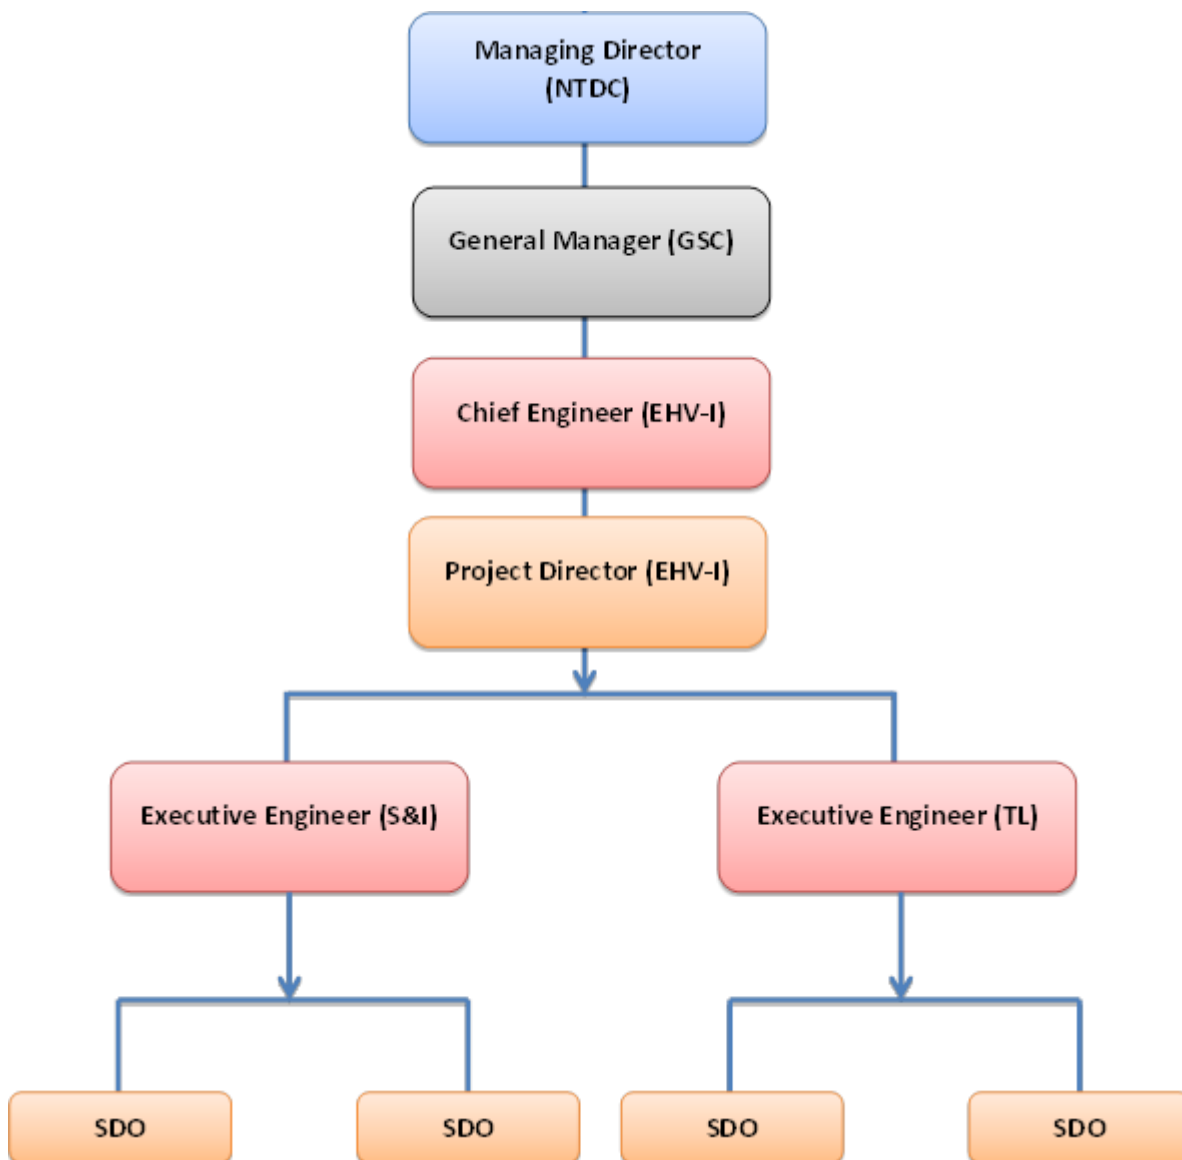 Managing Director
(NTDC)
General Manager (GSC)
Chief Engineer (EHV-I)
Project Director (EHV-I)
Executive Engineer (S&I)
Executive Engineer (TL)
SDO
SDO
SDO
SDO